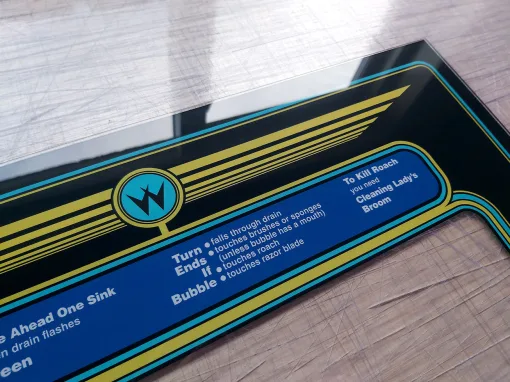 W
e Ahead One Sink
n drain flashes
een
Turn • falls through drain
Ends • touches brushes or sponges
(unless bubble has a mouth)
If • touches roach
Bubble • touches razor blade
To Kill Roach
you need
Cleaning Lady's
Broom